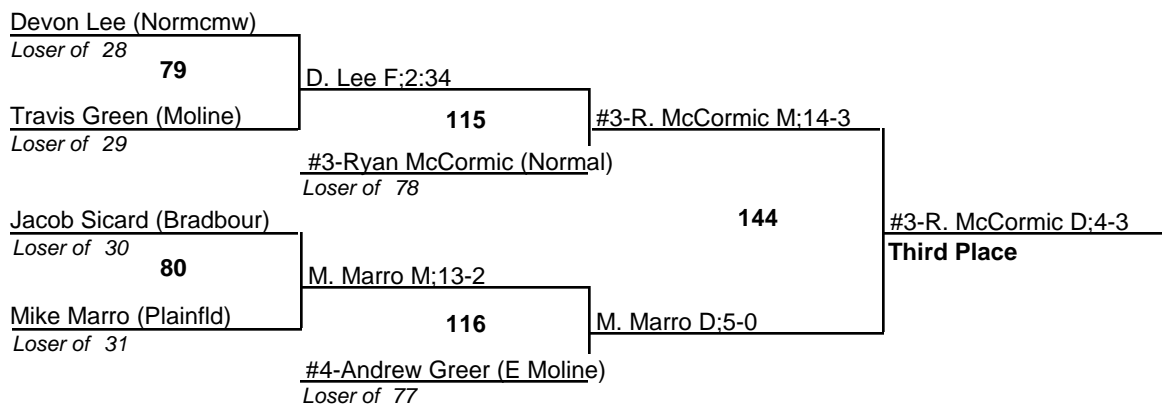 Devon Lee (Normcmw)
Loser of 28
79
D. Lee F;2:34
Travis Green (Moline)
Loser of 29
115
#3-R. McCormic M;14-3
#3-Ryan McCormic (Normal)
Loser of 78
Jacob Sicard (Bradbour)
Loser of 30
144
#3-R. McCormic D;4-3
Third Place
80
M. Marro M;13-2
Mike Marro (Plainfld)
Loser of 31
116
M. Marro D;5-0
#4-Andrew Greer (E Moline)
Loser of 77